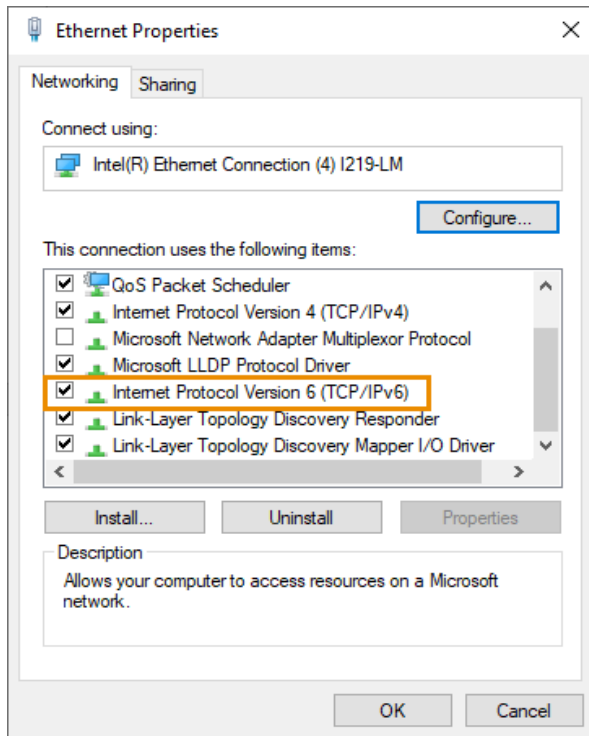 Ethernet Properties
Networking
Sharing
Connect using:
Intel(R) Ethernet Connection (4) I219-LM
Configure...
This connection uses the following items:
QoS Packet Scheduler
Internet Protocol Version 4 (TCP/IPv4)
Microsoft Network Adapter Multiplexor Protocol
Microsoft LLDP Protocol Driver
Internet Protocol Version 6 (TCP/IPv6)
Link-Layer Topology Discovery Responder
Link-Layer Topology Discovery Mapper I/O Driver
Install...
Uninstall
Properties
Description
Allows your computer to access resources on a Microsoft
network.
OK
Cancel